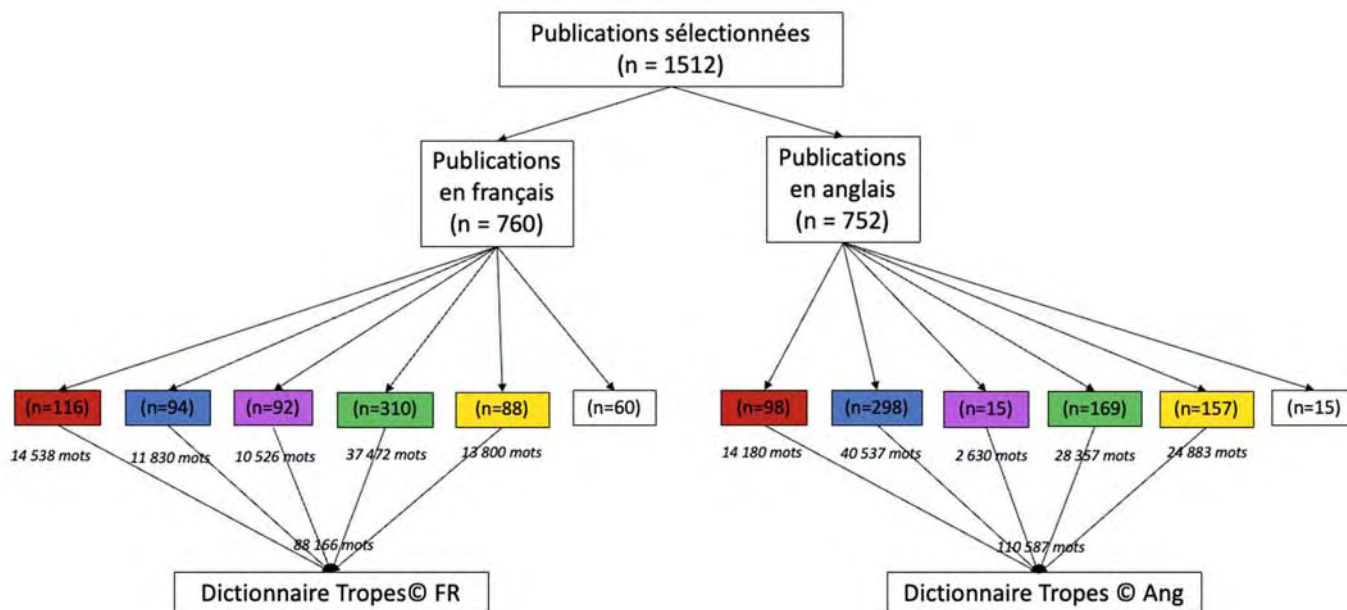 Publications sélectionnées
(n = 1512)
Publications
en français
(n = 760)
Publications
en anglais
(n = 752)
(n=116)
(n=94)
(n=92)
(n=310)
(n=88)
(n=60)
(n=98)
(n=298)
(n=15)
(n=169)
(n=157)
(n=15)
14 538 mots
11 830 mots
10 526 mots
37 472 mots
13 800 mots
14 180 mots
40 537 mots
2 630 mots
28 357 mots
24 883 mots
88 166 mots
110 587 mots
Dictionnaire Tropes© FR
Dictionnaire Tropes © Ang